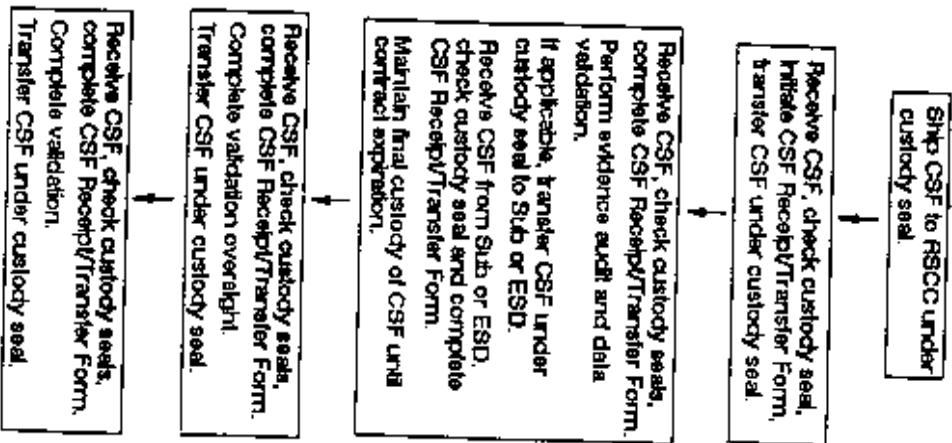 Ship CSF to RSCC under
custody seal.
Receive CSF, check custody seal,
Initiate CSF Receipt/Transfer Form,
transfer CSF under custody seal.
Receive CSF, check custody seals,
complete CSF Receipt/Transfer Form.
Perform evidence audit and data
validation.
If applicable, transfer CSF under
custody seal to Sub or ESD.
Receive CSF from Sub or ESD,
check custody seal and complete
CSF Receipt/Transfer Form.
Maintain final custody of CSF until
contract expiration.
Receive CSF, check custody seals,
complete CSF Receipt/Transfer Form.
Complete validation oversight.
Transfer CSF under custody seal.
Receive CSF, check custody seals,
complete CSF Receipt/Transfer Form.
Complete validation.
Transfer CSF under custody seal.